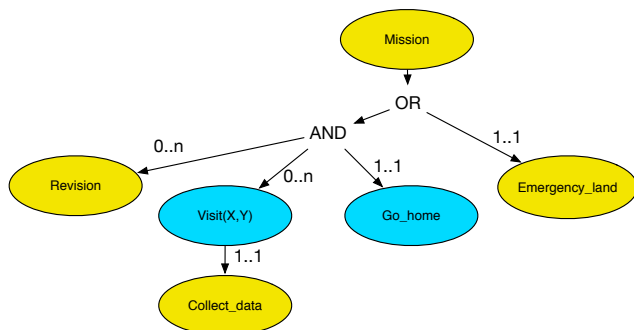 Mission
OR
AND
0..n
0..n
1..1
1..1
Revision
Visit(X,Y)
Go_home
Emergency_land
1..1
Collect_data